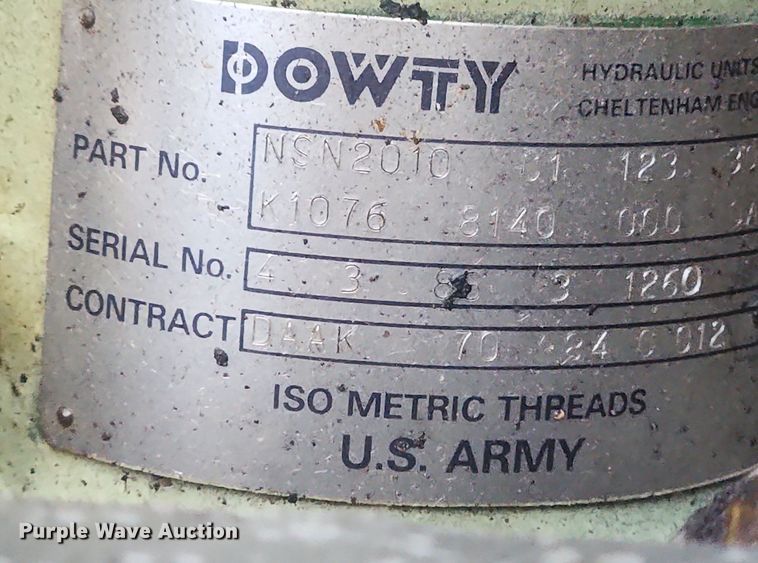 DOWTY
HYDRAULIC UNITS
CHELTENHAM ENG
PART No.
NSN2010 01 123
K1076 8140 000
SERIAL No.
4 3 3 1260
CONTRACT
DAAK 70 C 012
ISO METRIC THREADS
U.S. ARMY
Purple Wave Auction